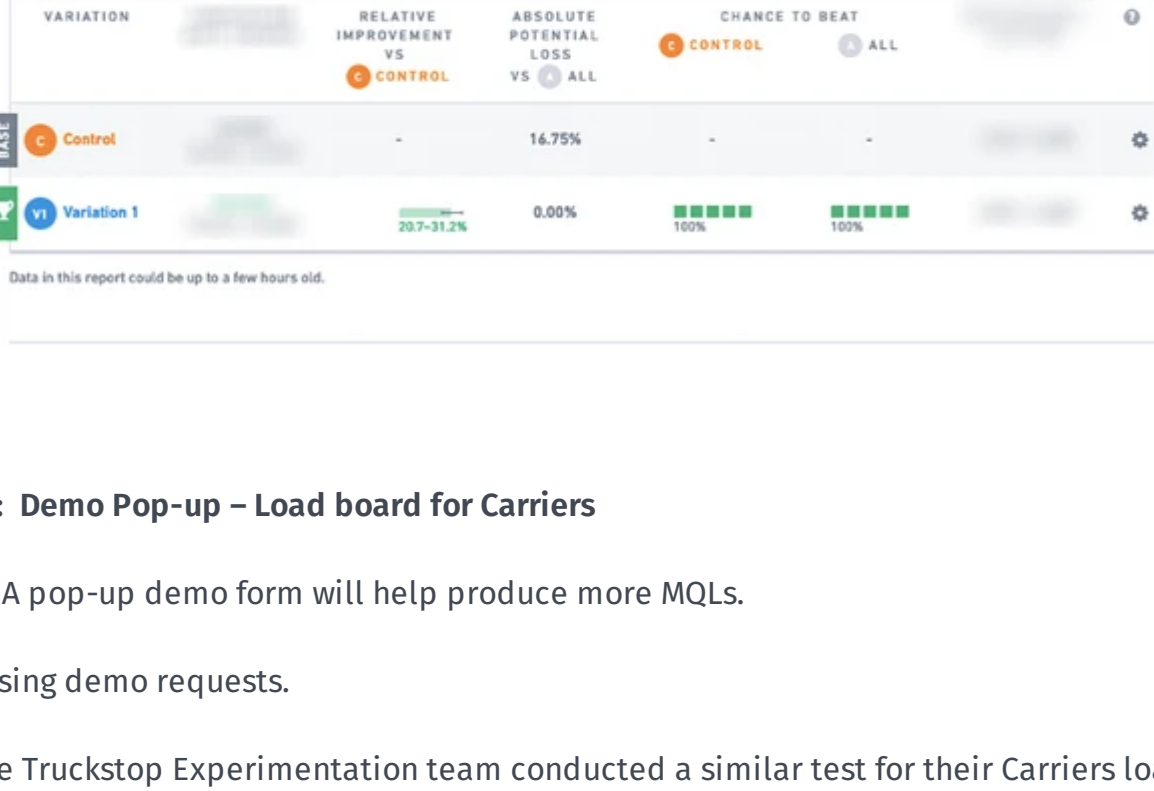 VARIATION
RELATIVE IMPROVEMENT VS C CONTROL
ABSOLUTE POTENTIAL LOSS VS A ALL
CHANCE TO BEAT
C CONTROL A ALL
?
BASE
C Control - 16.75% - -
V1 Variation 1 20.7–31.2% 0.00% 100% 100%
Data in this report could be up to a few hours old.
: Demo Pop-up – Load board for Carriers
A pop-up demo form will help produce more MQLs.
sing demo requests.
e Truckstop Experimentation team conducted a similar test for their Carriers loa